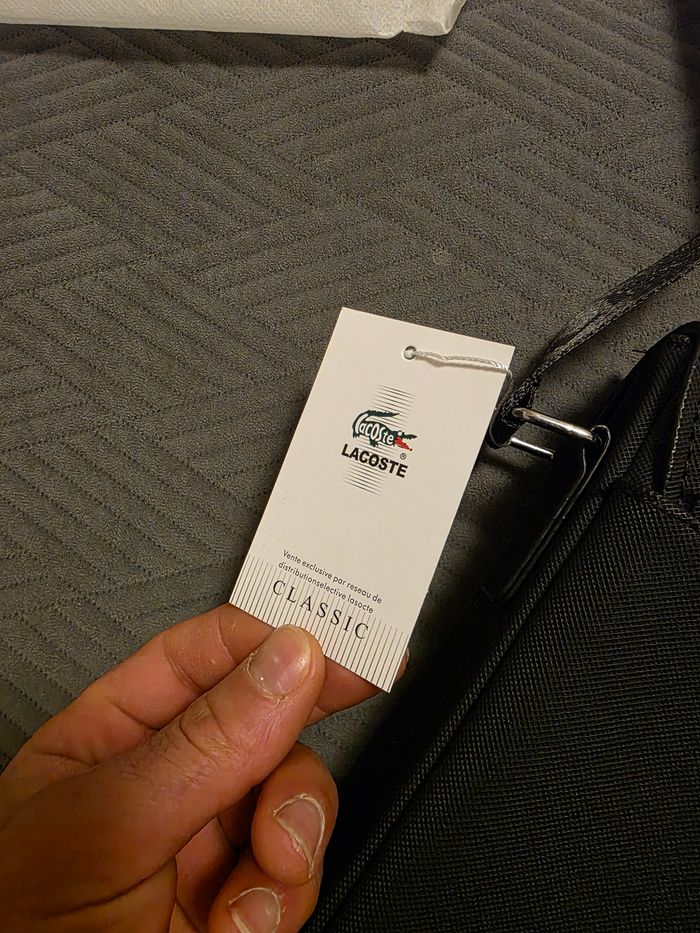 Lacoste
LACOSTE ®
Vente exclusive par reseau de
distributionselective lasocte
CLASSIC